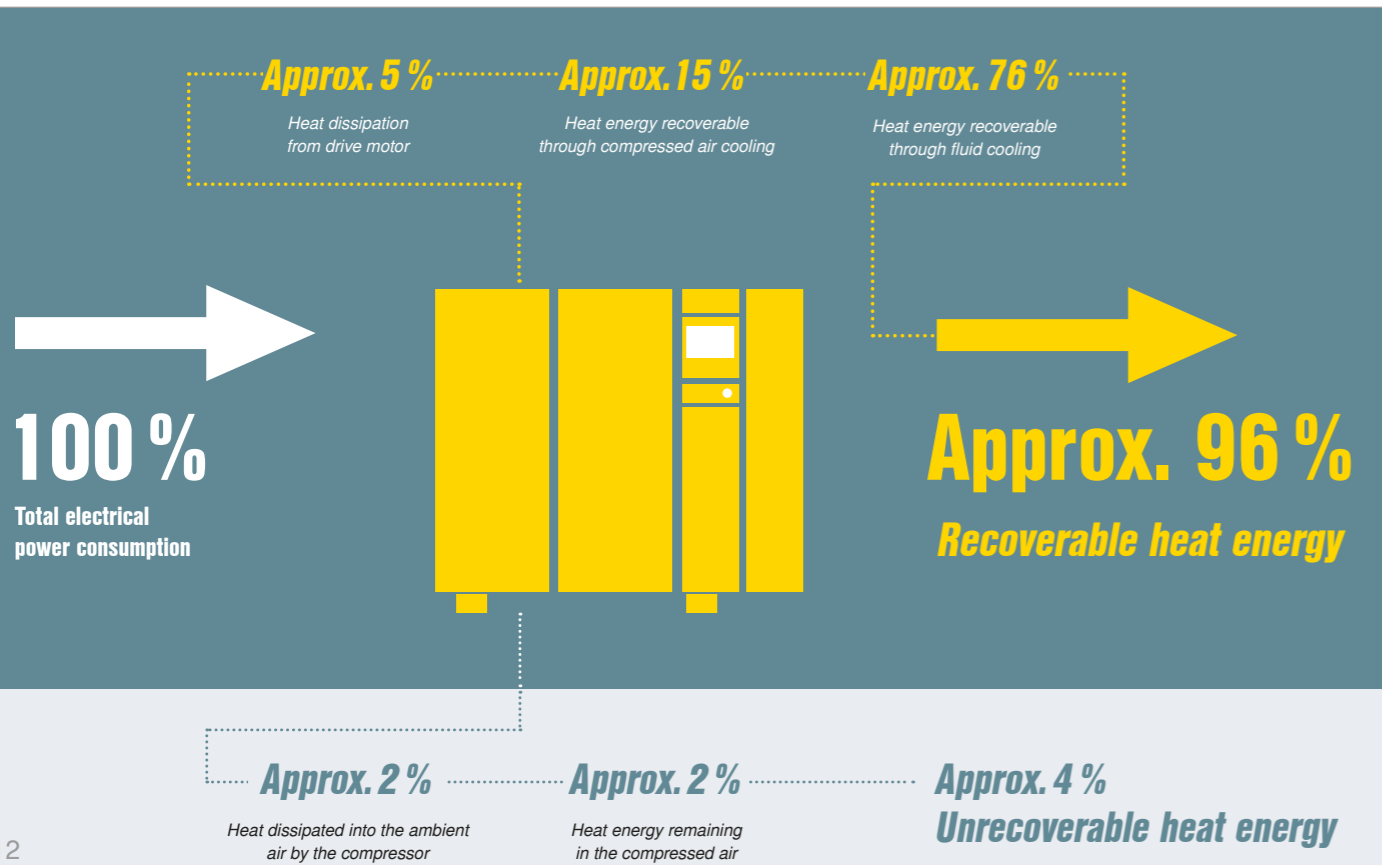 Approx. 5 %
Heat dissipation
from drive motor
Approx. 15 %
Heat energy recoverable
through compressed air cooling
Approx. 76 %
Heat energy recoverable
through fluid cooling
100 %
Total electrical
power consumption
Approx. 96 %
Recoverable heat energy
Approx. 2 %
Heat dissipated into the ambient
air by the compressor
Approx. 2 %
Heat energy remaining
in the compressed air
Approx. 4 %
Unrecoverable heat energy
2